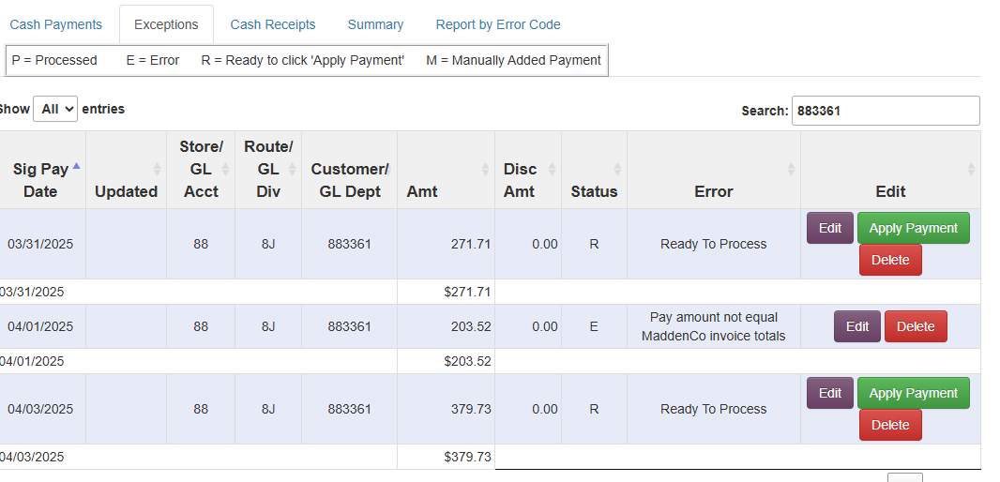 Cash Payments Exceptions Cash Receipts Summary Report by Error Code
P = Processed E = Error R = Ready to click 'Apply Payment' M = Manually Added Payment
Show All entries Search: 883361
Sig Pay Date Updated Store/ GL Acct Route/ GL Div Customer/ GL Dept Amt Disc Amt Status Error Edit
03/31/2025 88 8J 883361 271.71 0.00 R Ready To Process Edit Apply Payment Delete
03/31/2025 $271.71
04/01/2025 88 8J 883361 203.52 0.00 E Pay amount not equal MaddenCo invoice totals Edit Delete
04/01/2025 $203.52
04/03/2025 88 8J 883361 379.73 0.00 R Ready To Process Edit Apply Payment Delete
04/03/2025 $379.73